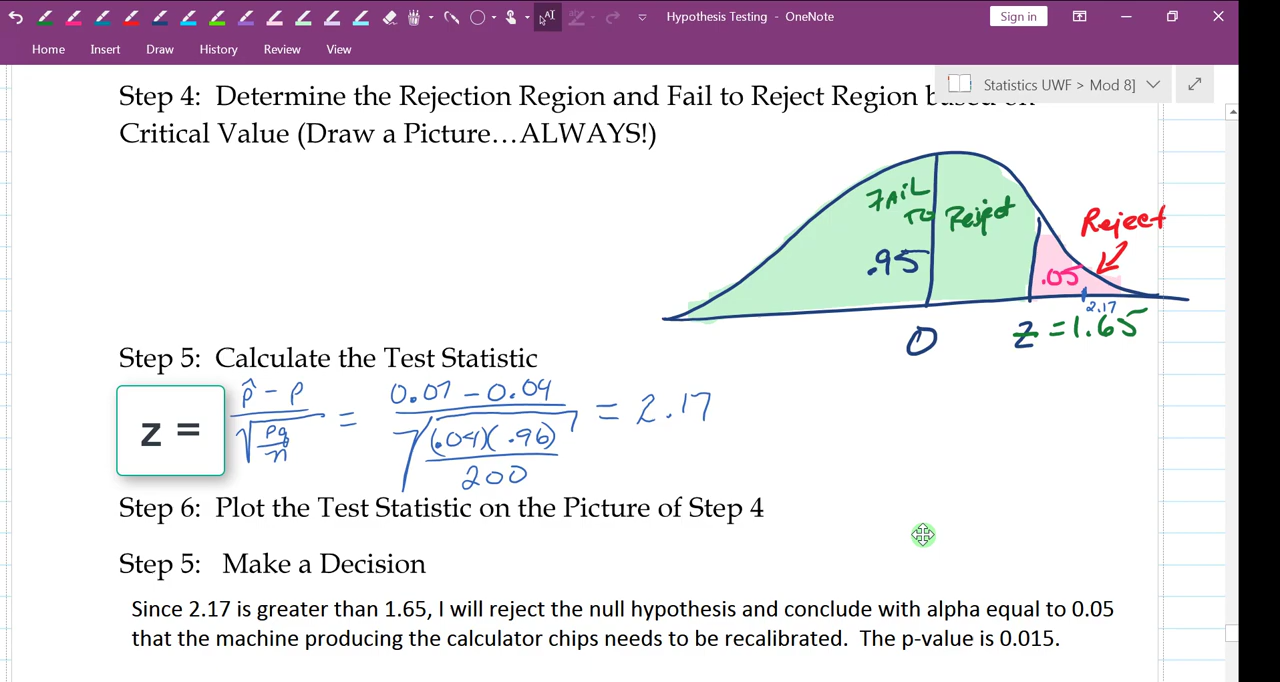 Hypothesis Testing - OneNote
Sign in
Home Insert Draw History Review View
Statistics UWF > Mod 8]
Step 4: Determine the Rejection Region and Fail to Reject Region based on
Critical Value (Draw a Picture…ALWAYS!)
FAIL
TO Reject
Reject
.95
.05
2.17
0
z = 1.65
Step 5: Calculate the Test Statistic
z = p̂ - p / √(pq/n) = 0.07 - 0.04 / √((.04)(.96)/200) = 2.17
Step 6: Plot the Test Statistic on the Picture of Step 4
Step 5: Make a Decision
Since 2.17 is greater than 1.65, I will reject the null hypothesis and conclude with alpha equal to 0.05
that the machine producing the calculator chips needs to be recalibrated. The p-value is 0.015.